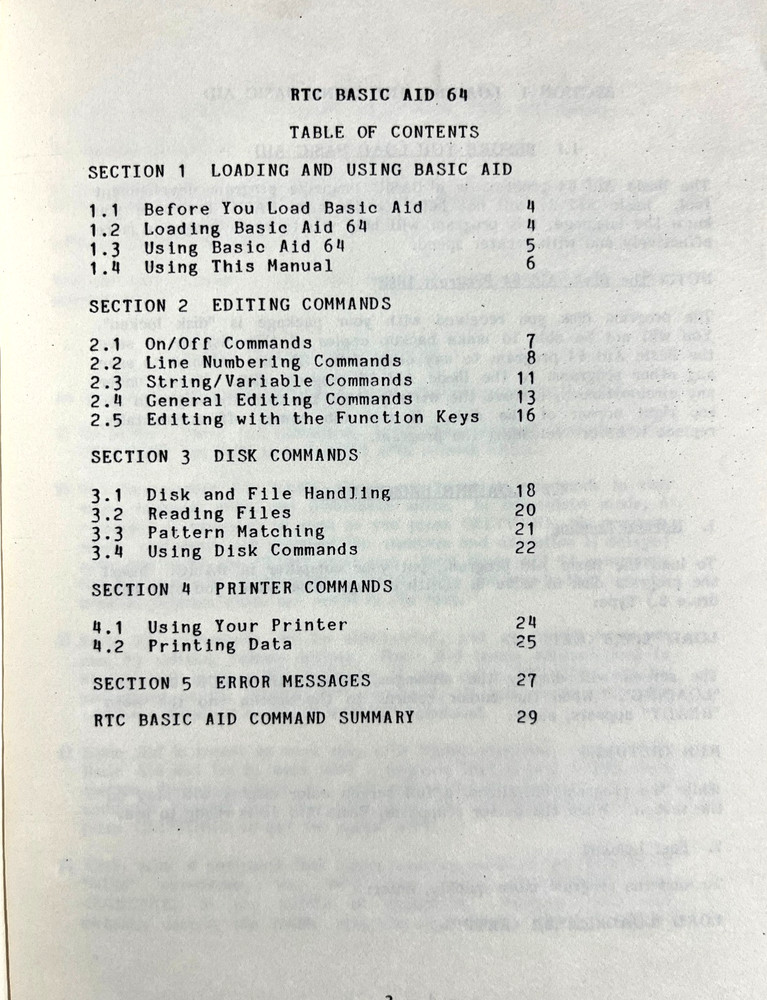 RTC BASIC AID 64
TABLE OF CONTENTS
SECTION 1 LOADING AND USING BASIC AID
1.1 Before You Load Basic Aid 4
1.2 Loading Basic Aid 64 4
1.3 Using Basic Aid 64 5
1.4 Using This Manual 6
SECTION 2 EDITING COMMANDS
2.1 On/Off Commands 7
2.2 Line Numbering Commands 8
2.3 String/Variable Commands 11
2.4 General Editing Commands 13
2.5 Editing with the Function Keys 16
SECTION 3 DISK COMMANDS
3.1 Disk and File Handling 18
3.2 Reading Files 20
3.3 Pattern Matching 21
3.4 Using Disk Commands 22
SECTION 4 PRINTER COMMANDS
4.1 Using Your Printer 24
4.2 Printing Data 25
SECTION 5 ERROR MESSAGES 27
RTC BASIC AID COMMAND SUMMARY 29